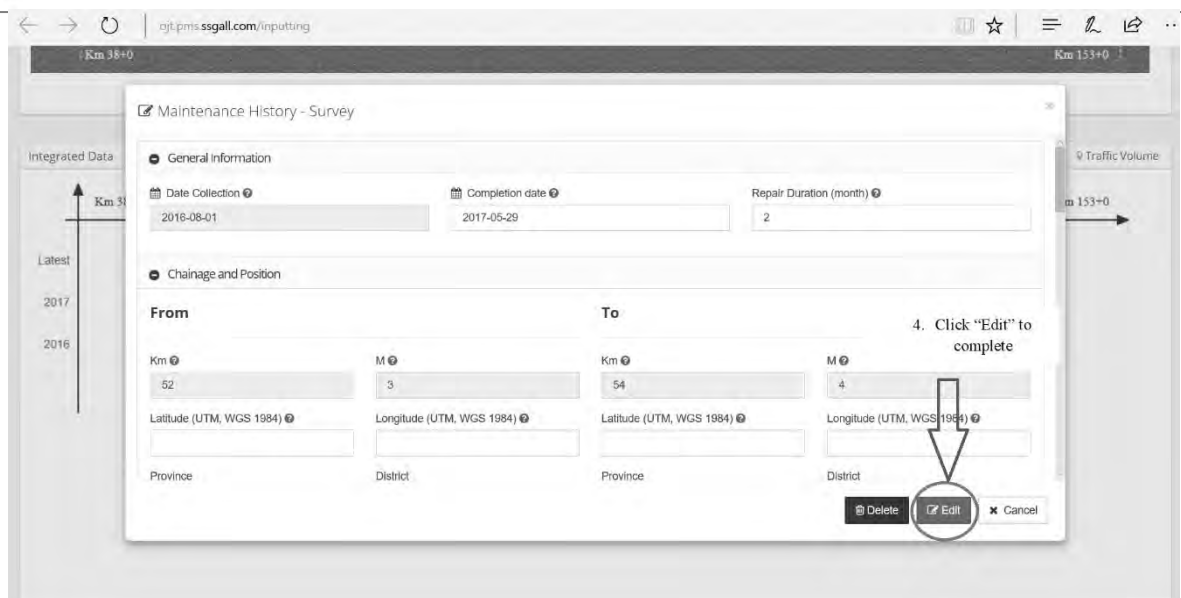 ojt.pms.ssgall.com/inputting
Km 38+0 Km 153+0
Maintenance History - Survey
Integrated Data
Traffic Volume
General Information
Date Collection Completion date Repair Duration (month)
2016-08-01 2017-05-29 2
Km 38
m 153+0
Latest
2017
2016
Chainage and Position
From To
4. Click “Edit” to
complete
Km M Km M
52 3 54 4
Latitude (UTM, WGS 1984) Longitude (UTM, WGS 1984) Latitude (UTM, WGS 1984) Longitude (UTM, WGS 1984)
Province District Province District
Delete Edit Cancel